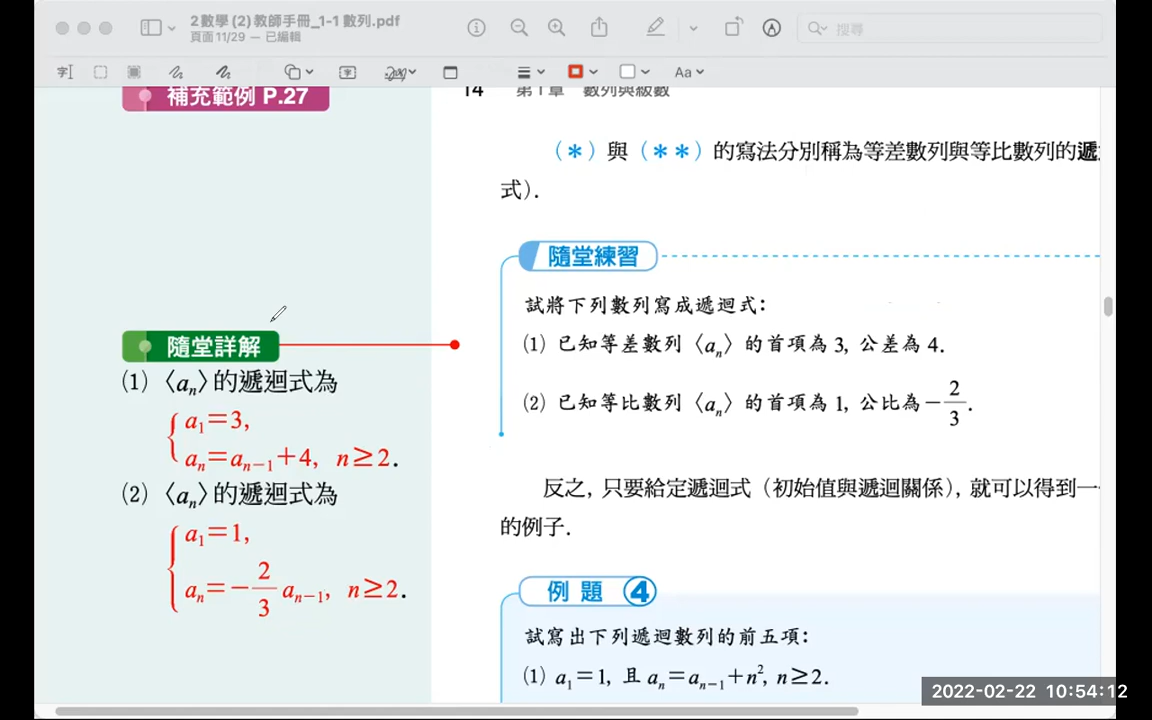 2 數學 (2) 教師手冊_1-1 數列.pdf
頁面 11/29 — 已編輯
搜尋
Aa
補充範例 P.27
14 第1章 數列與級數
(*) 與 (**) 的寫法分別稱為等差數列與等比數列的遞
式).
隨堂練習
試將下列數列寫成遞迴式:
(1) 已知等差數列〈aₙ〉的首項為 3, 公差為 4.
(2) 已知等比數列〈aₙ〉的首項為 1, 公比為 −2/3.
隨堂詳解
(1) 〈aₙ〉的遞迴式為
a₁=3,
aₙ=aₙ₋₁+4, n≥2.
(2) 〈aₙ〉的遞迴式為
a₁=1,
aₙ=−2/3 aₙ₋₁, n≥2.
反之, 只要給定遞迴式 (初始值與遞迴關係), 就可以得到一
的例子.
例題 4
試寫出下列遞迴數列的前五項:
(1) a₁=1, 且 aₙ=aₙ₋₁+n², n≥2.
2022-02-22 10:54:12